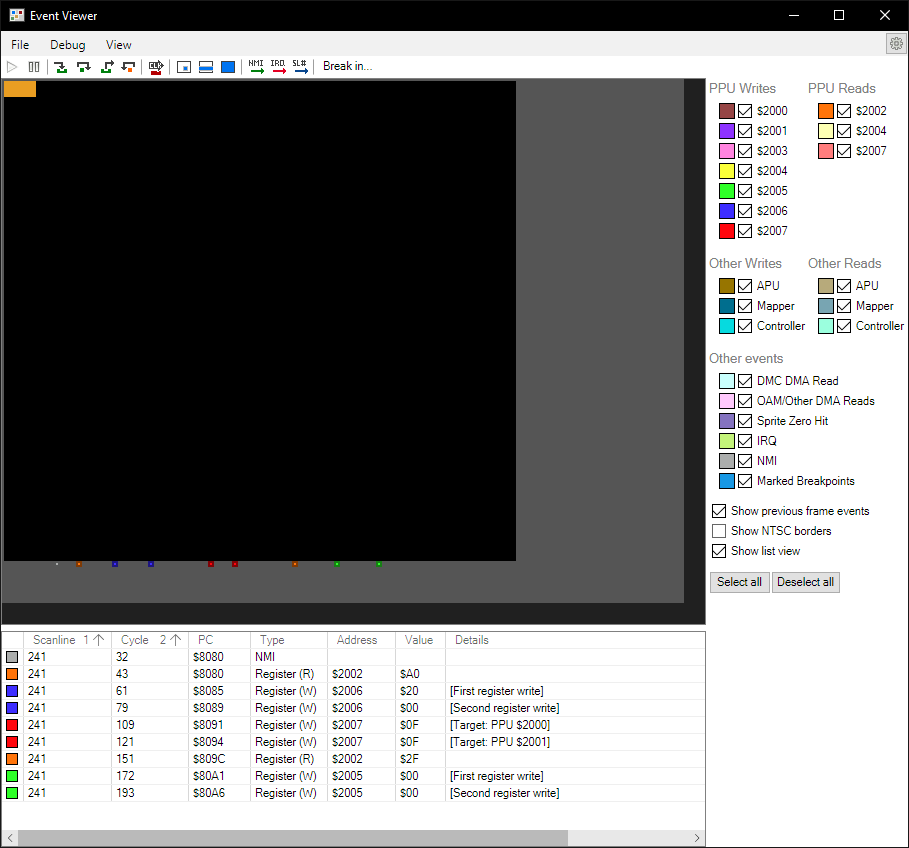 Event Viewer
File Debug View
NMI IRQ SL# Break in...
PPU Writes PPU Reads
$2000 $2002
$2001 $2004
$2003 $2007
$2004
$2005
$2006
$2007
Other Writes Other Reads
APU APU
Mapper Mapper
Controller Controller
Other events
DMC DMA Read
OAM/Other DMA Reads
Sprite Zero Hit
IRQ
NMI
Marked Breakpoints
Show previous frame events
Show NTSC borders
Show list view
Select all Deselect all
Scanline 1 Cycle 2 PC Type Address Value Details
241 32 $8080 NMI
241 43 $8080 Register (R) $2002 $A0
241 61 $8085 Register (W) $2006 $20 [First register write]
241 79 $8089 Register (W) $2006 $00 [Second register write]
241 109 $8091 Register (W) $2007 $0F [Target: PPU $2000]
241 121 $8094 Register (W) $2007 $0F [Target: PPU $2001]
241 151 $809C Register (R) $2002 $2F
241 172 $80A1 Register (W) $2005 $00 [First register write]
241 193 $80A6 Register (W) $2005 $00 [Second register write]